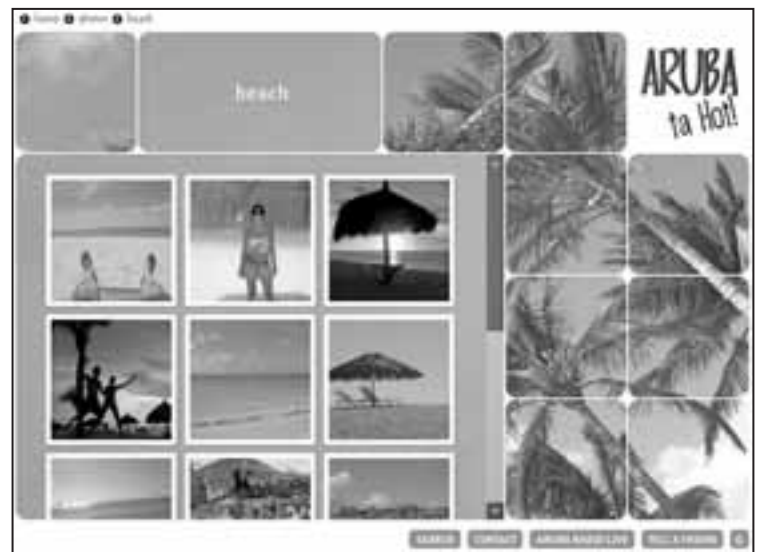 home photos beach
beach
ARUBA
ta Hot!
SEARCH CONTACT ARUBA RADIO LIVE TELL A FRIEND